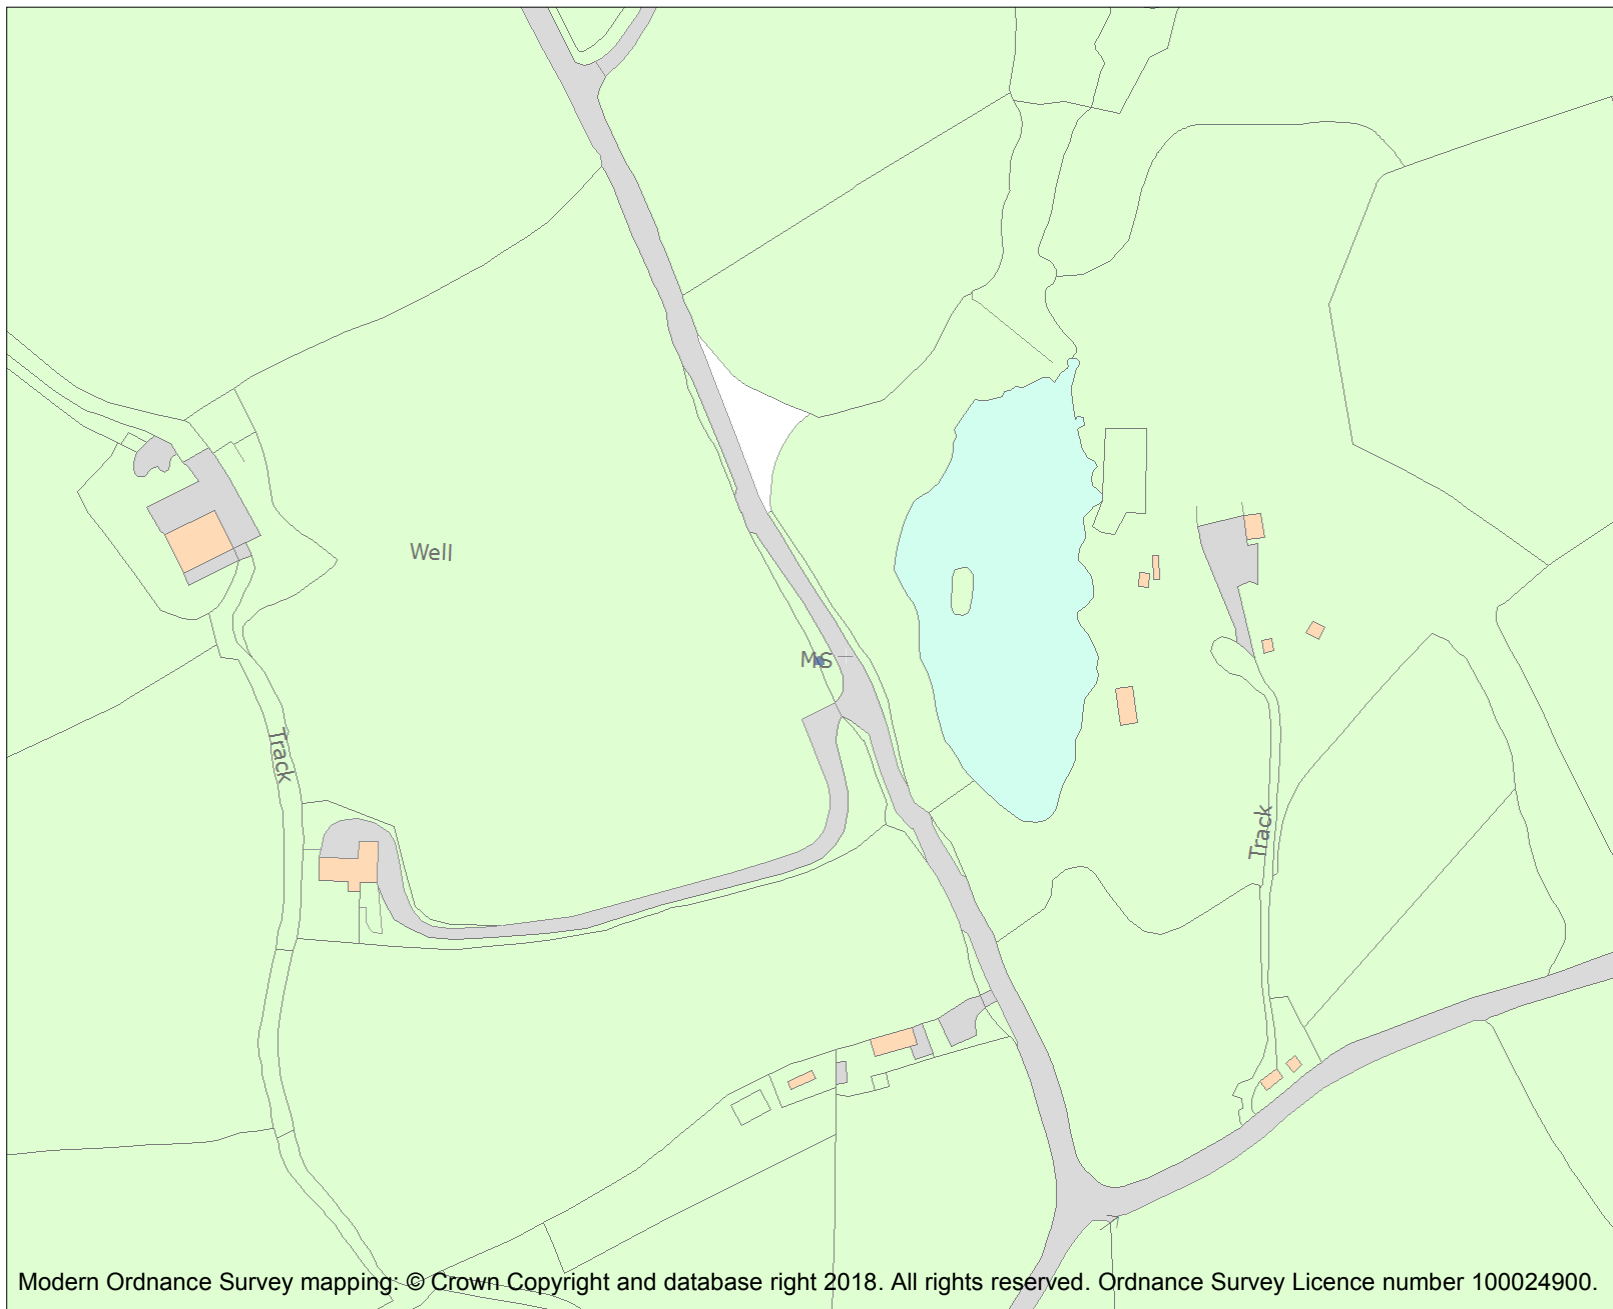 Well
MS
Track
Track
Modern Ordnance Survey mapping: © Crown Copyright and database right 2018. All rights reserved. Ordnance Survey Licence number 100024900.